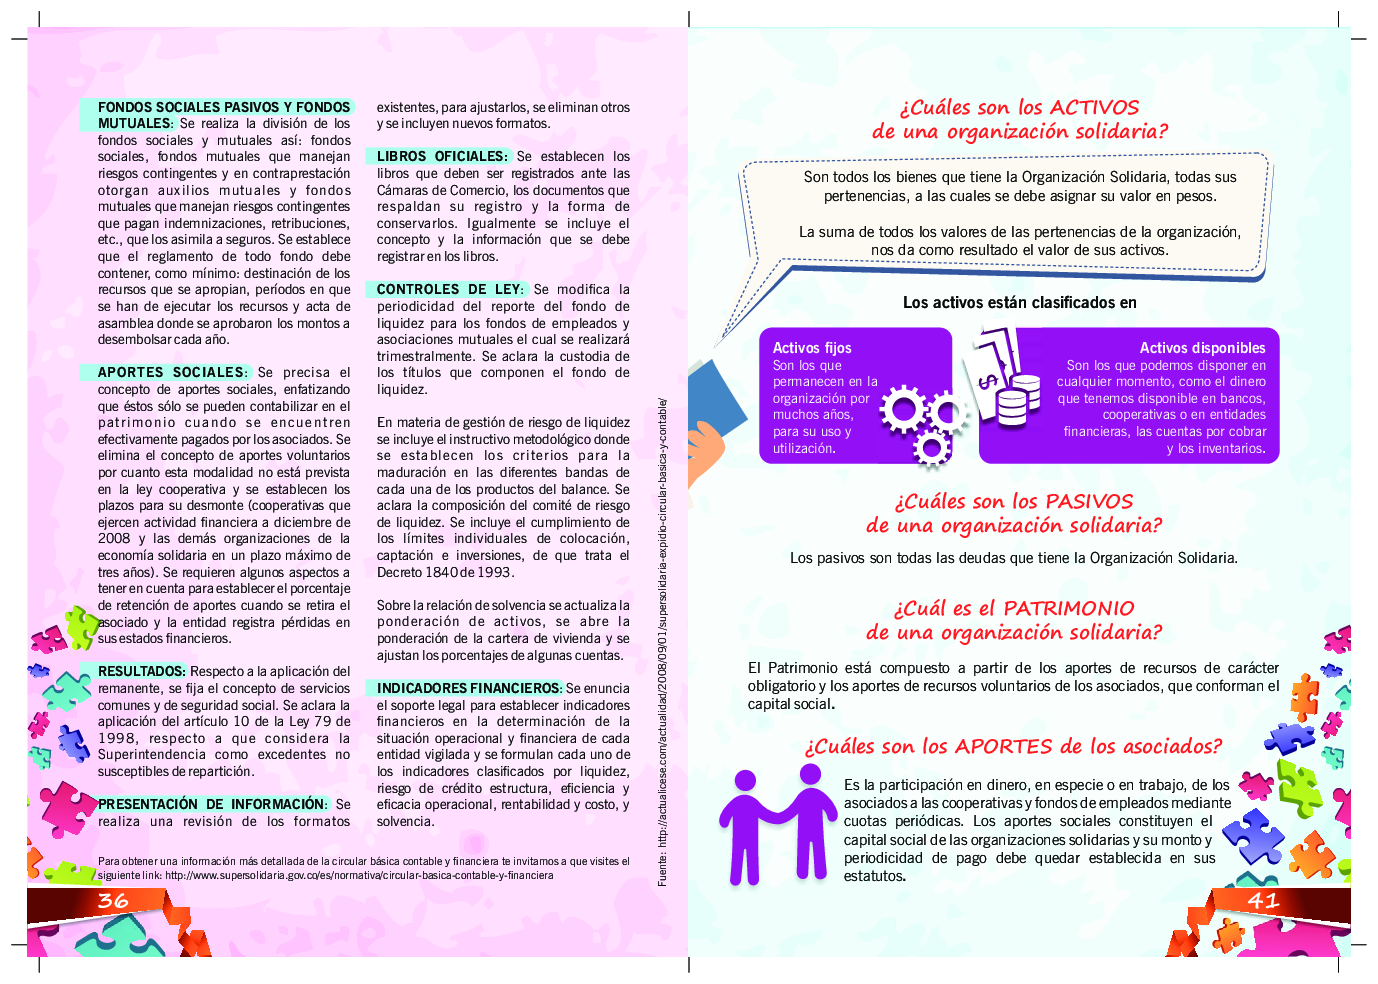 FONDOS SOCIALES PASIVOS Y FONDOS
MUTUALES: Se realiza la división de los
fondos sociales y mutuales así: fondos
sociales, fondos mutuales que manejan
riesgos contingentes y en contraprestación
otorgan auxilios mutuales y fondos
mutuales que manejan riesgos contingentes
que pagan indemnizaciones, retribuciones,
etc., que los asimila a seguros. Se establece
que el reglamento de todo fondo debe
contener, como mínimo: destinación de los
recursos que se apropian, períodos en que
se han de ejecutar los recursos y acta de
asamblea donde se aprobaron los montos a
desembolsar cada año.
APORTES SOCIALES: Se precisa el
concepto de aportes sociales, enfatizando
que éstos sólo se pueden contabilizar en el
patrimonio cuando se encuentren
efectivamente pagados por los asociados. Se
elimina el concepto de aportes voluntarios
por cuanto esta modalidad no está prevista
en la ley cooperativa y se establecen los
plazos para su desmonte (cooperativas que
ejercen actividad financiera a diciembre de
2008 y las demás organizaciones de la
economía solidaria en un plazo máximo de
tres años). Se requieren algunos aspectos a
tener en cuenta para establecer el porcentaje
de retención de aportes cuando se retira el
asociado y la entidad registra pérdidas en
sus estados financieros.
RESULTADOS: Respecto a la aplicación del
remanente, se fija el concepto de servicios
comunes y de seguridad social. Se aclara la
aplicación del artículo 10 de la Ley 79 de
1998, respecto a que considera la
Superintendencia como excedentes no
susceptibles de repartición.
PRESENTACIÓN DE INFORMACIÓN: Se
realiza una revisión de los formatos
existentes, para ajustarlos, se eliminan otros
y se incluyen nuevos formatos.
LIBROS OFICIALES: Se establecen los
libros que deben ser registrados ante las
Cámaras de Comercio, los documentos que
respaldan su registro y la forma de
conservarlos. Igualmente se incluye el
concepto y la información que se debe
registrar en los libros.
CONTROLES DE LEY: Se modifica la
periodicidad del reporte del fondo de
liquidez para los fondos de empleados y
asociaciones mutuales el cual se realizará
trimestralmente. Se aclara la custodia de
los títulos que componen el fondo de
liquidez.
En materia de gestión de riesgo de liquidez
se incluye el instructivo metodológico donde
se establecen los criterios para la
maduración en las diferentes bandas de
cada una de los productos del balance. Se
aclara la composición del comité de riesgo
de liquidez. Se incluye el cumplimiento de
los límites individuales de colocación,
captación e inversiones, de que trata el
Decreto 1840 de 1993.
Sobre la relación de solvencia se actualiza la
ponderación de activos, se abre la
ponderación de la cartera de vivienda y se
ajustan los porcentajes de algunas cuentas.
INDICADORES FINANCIEROS: Se enuncia
el soporte legal para establecer indicadores
financieros en la determinación de la
situación operacional y financiera de cada
entidad vigilada y se formulan cada uno de
los indicadores clasificados por liquidez,
riesgo de crédito estructura, eficiencia y
eficacia operacional, rentabilidad y costo, y
solvencia.
Para obtener una información más detallada de la circular básica contable y financiera te invitamos a que visites el
siguiente link: http://www.supersolidaria.gov.co/es/normativa/circular-basica-contable-y-financiera
Fuente: http://actualicese.com/actualidad/2008/09/01/supersolidaria-expidio-circular-basica-y-contable/
36
¿Cuáles son los ACTIVOS
de una organización solidaria?
Son todos los bienes que tiene la Organización Solidaria, todas sus
pertenencias, a las cuales se debe asignar su valor en pesos.
La suma de todos los valores de las pertenencias de la organización,
nos da como resultado el valor de sus activos.
Los activos están clasificados en
Activos fijos
Son los que
permanecen en la
organización por
muchos años,
para su uso y
utilización.
$
Activos disponibles
Son los que podemos disponer en
cualquier momento, como el dinero
que tenemos disponible en bancos,
cooperativas o en entidades
financieras, las cuentas por cobrar
y los inventarios.
¿Cuáles son los PASIVOS
de una organización solidaria?
Los pasivos son todas las deudas que tiene la Organización Solidaria.
¿Cuál es el PATRIMONIO
de una organización solidaria?
El Patrimonio está compuesto a partir de los aportes de recursos de carácter
obligatorio y los aportes de recursos voluntarios de los asociados, que conforman el
capital social.
¿Cuáles son los APORTES de los asociados?
Es la participación en dinero, en especie o en trabajo, de los
asociados a las cooperativas y fondos de empleados mediante
cuotas periódicas. Los aportes sociales constituyen el
capital social de las organizaciones solidarias y su monto y
periodicidad de pago debe quedar establecida en sus
estatutos.
41